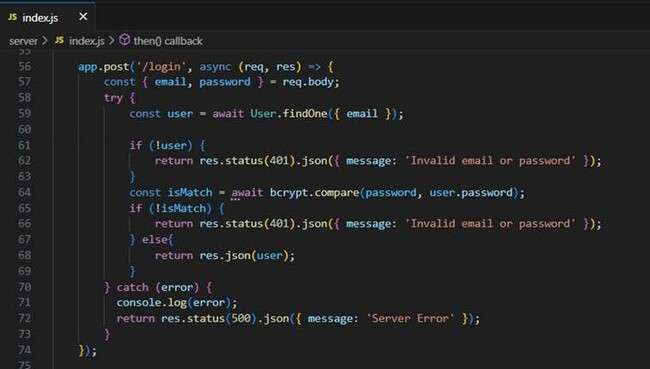 JS index.js X
server > JS index.js > then() callback
55
56 app.post('/login', async (req, res) => {
57 const { email, password } = req.body;
58 try {
59 const user = await User.findOne({ email });
60
61 if (!user) {
62 return res.status(401).json({ message: 'Invalid email or password' });
63 }
64 const isMatch = await bcrypt.compare(password, user.password);
65 if (!isMatch) {
66 return res.status(401).json({ message: 'Invalid email or password' });
67 } else{
68 return res.json(user);
69 }
70 } catch (error) {
71 console.log(error);
72 return res.status(500).json({ message: 'Server Error' });
73 }
74 });
75